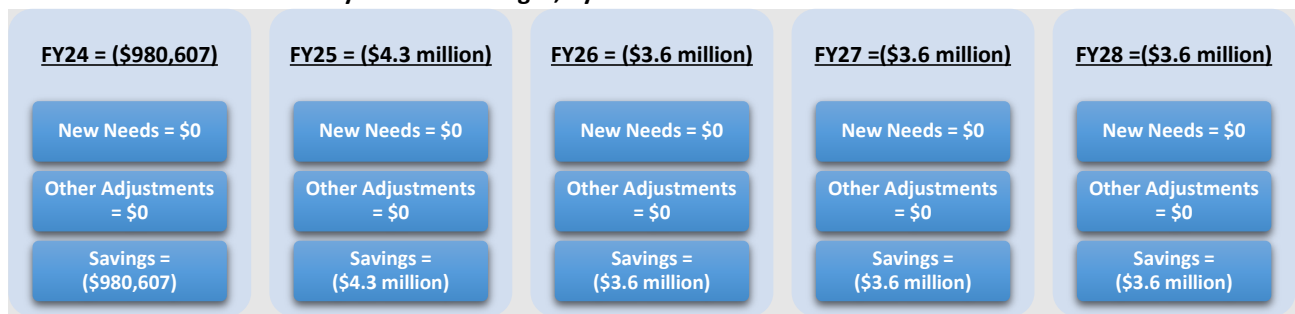 FY24 = ($980,607)
New Needs = $0
Other Adjustments
= $0
Savings =
($980,607)
FY25 = ($4.3 million)
New Needs = $0
Other Adjustments
= $0
Savings =
($4.3 million)
FY26 = ($3.6 million)
New Needs = $0
Other Adjustments
= $0
Savings =
($3.6 million)
FY27 =($3.6 million)
New Needs = $0
Other Adjustments
= $0
Savings =
($3.6 million)
FY28 =($3.6 million)
New Needs = $0
Other Adjustments
= $0
Savings =
($3.6 million)